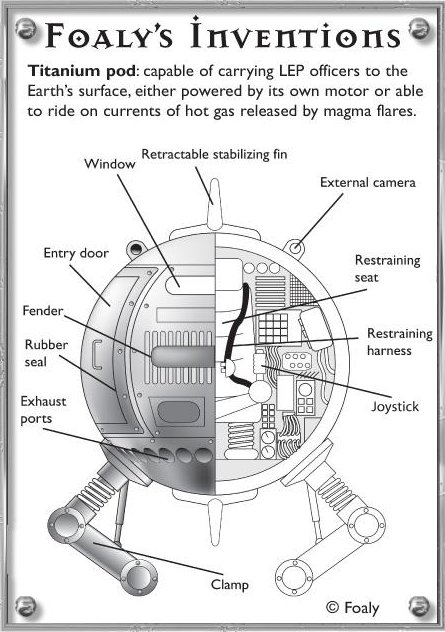 Foaly's Inventions
Titanium pod: capable of carrying LEP officers to the
Earth's surface, either powered by its own motor or able
to ride on currents of hot gas released by magma flares.
Retractable stabilizing fin
Window
External camera
Entry door
Restraining
seat
Fender
Restraining
harness
Rubber
seal
Joystick
Exhaust
ports
Clamp
© Foaly